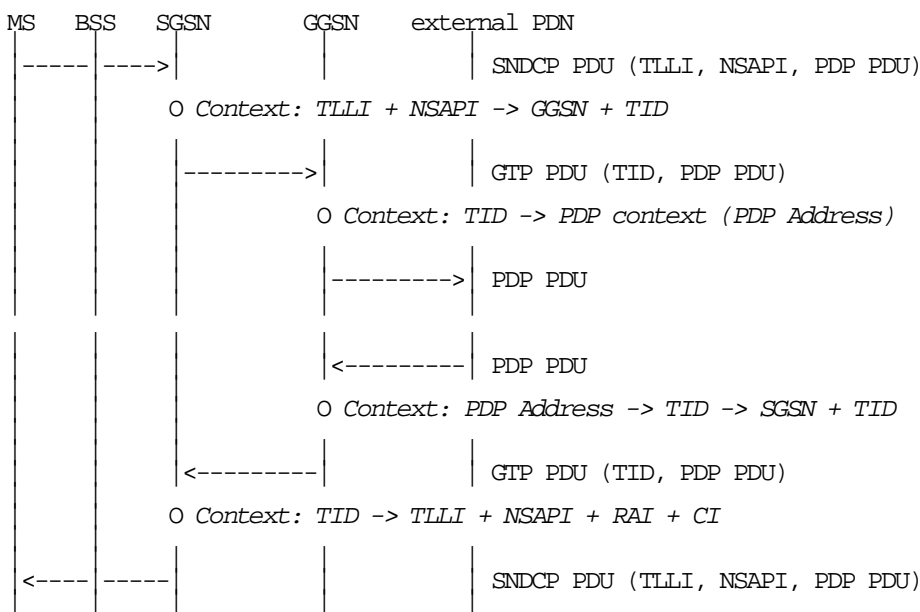 MS BSS SGSN GGSN external PDN
SNDCP PDU (TLLI, NSAPI, PDP PDU)
O Context: TLLI + NSAPI -> GGSN + TID
GTP PDU (TID, PDP PDU)
O Context: TID -> PDP context (PDP Address)
PDP PDU
PDP PDU
O Context: PDP Address -> TID -> SGSN + TID
GTP PDU (TID, PDP PDU)
O Context: TID -> TLLI + NSAPI + RAI + CI
SNDCP PDU (TLLI, NSAPI, PDP PDU)